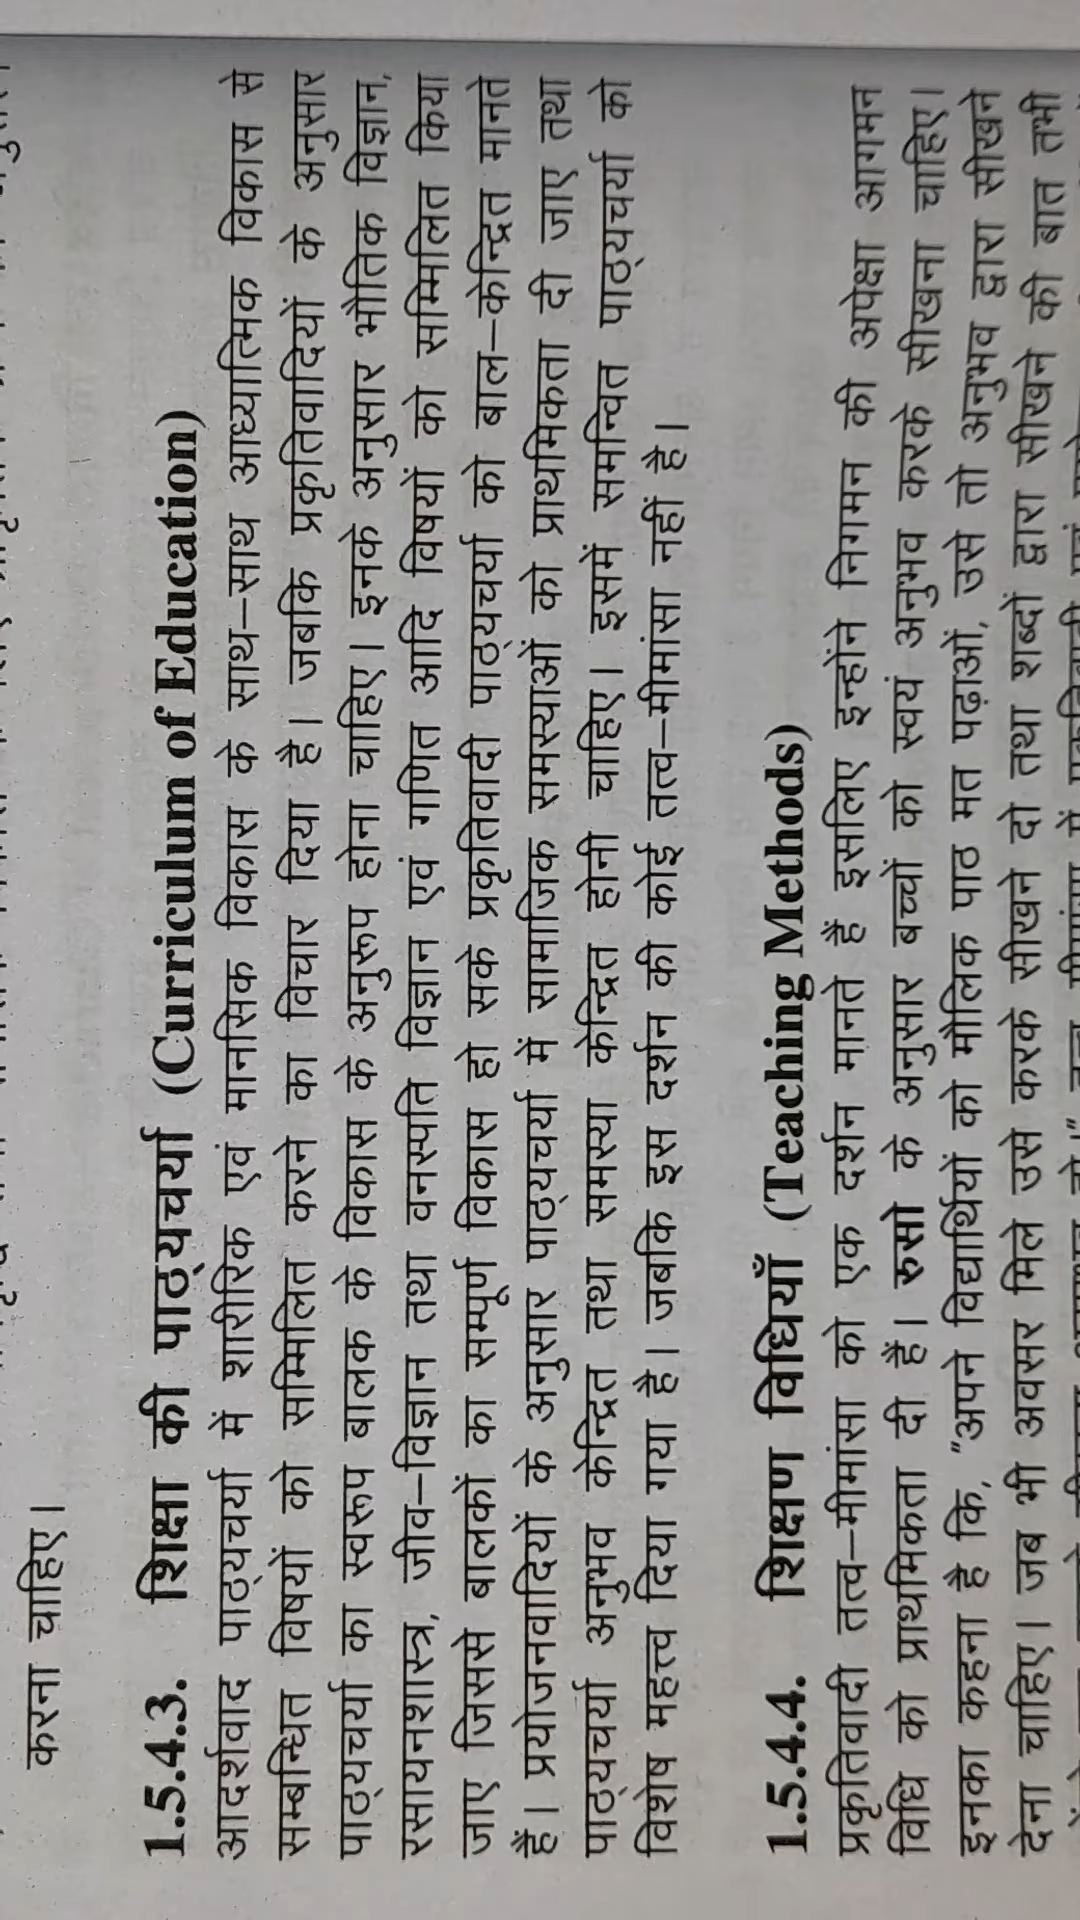 करना चाहिए।
1.5.4.3. शिक्षा की पाठ्यचर्या (Curriculum of Education)
आदर्शवाद पाठ्यचर्या में शारीरिक एवं मानसिक विकास के साथ-साथ आध्यात्मिक विकास से
सम्बन्धित विषयों को सम्मिलित करने का विचार दिया है। जबकि प्रकृतिवादियों के अनुसार
पाठ्यचर्या का स्वरूप बालक के विकास के अनुरूप होना चाहिए। इनके अनुसार भौतिक विज्ञान,
रसायनशास्त्र, जीव-विज्ञान तथा वनस्पति विज्ञान एवं गणित आदि विषयों को सम्मिलित किया
जाए जिससे बालकों का सम्पूर्ण विकास हो सके प्रकृतिवादी पाठ्यचर्या को बाल-केन्द्रित मानते
हैं। प्रयोजनवादियों के अनुसार पाठ्यचर्या में सामाजिक समस्याओं को प्राथमिकता दी जाए तथा
पाठ्यचर्या अनुभव केन्द्रित तथा समस्या केन्द्रित होनी चाहिए। इसमें समन्वित पाठ्यचर्या को
विशेष महत्त्व दिया गया है। जबकि इस दर्शन की कोई तत्व-मीमांसा नहीं है।
1.5.4.4. शिक्षण विधियाँ (Teaching Methods)
प्रकृतिवादी तत्व-मीमांसा को एक दर्शन मानते हैं इसलिए इन्होंने निगमन की अपेक्षा आगमन
विधि को प्राथमिकता दी हैं। रुसो के अनुसार बच्चों को स्वयं अनुभव करके सीखना चाहिए।
इनका कहना है कि, "अपने विद्यार्थियों को मौलिक पाठ मत पढ़ाओं, उसे तो अनुभव द्वारा सीखने
देना चाहिए। जब भी अवसर मिले उसे करके सीखने दो तथा शब्दों द्वारा सीखने की बात तभी